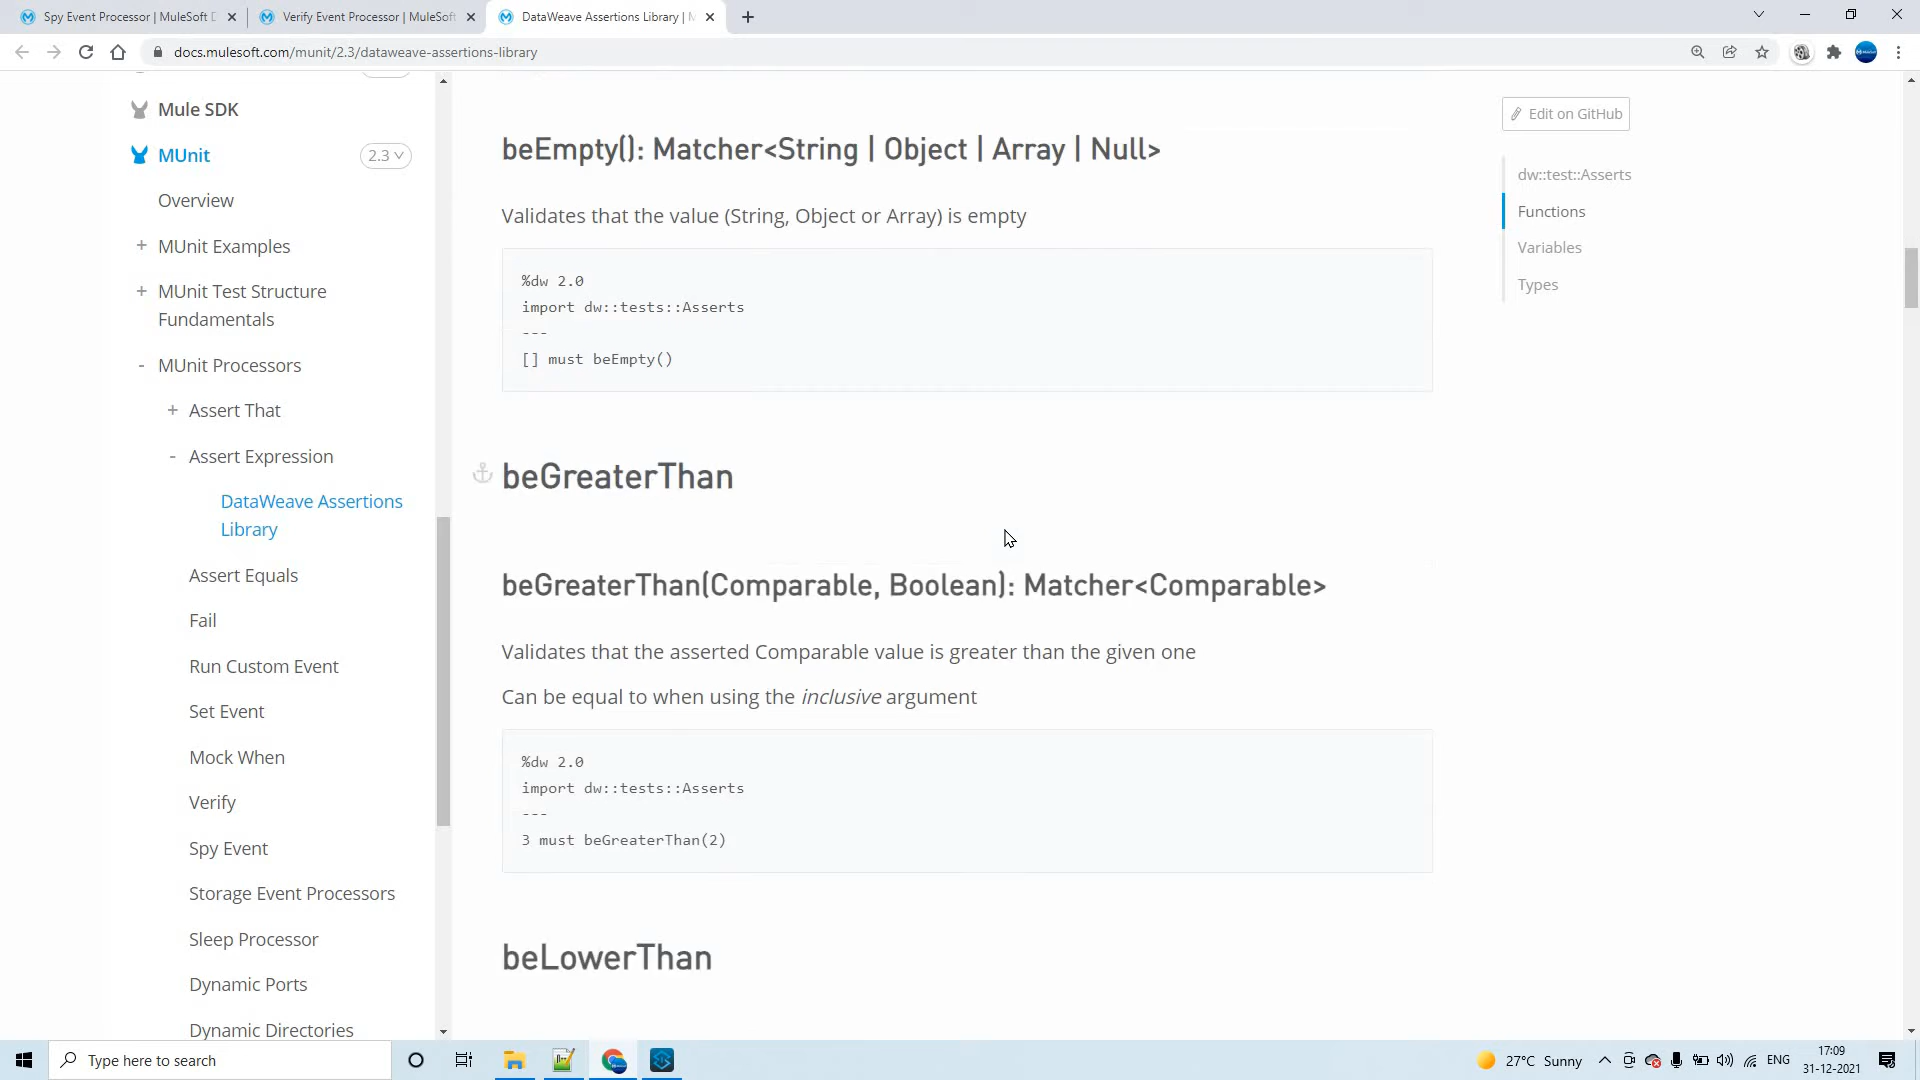 Spy Event Processor | MuleSoft D
Verify Event Processor | MuleSoft
DataWeave Assertions Library | M
docs.mulesoft.com/munit/2.3/dataweave-assertions-library
Mule SDK
MUnit
2.3
Overview
+ MUnit Examples
+ MUnit Test Structure
Fundamentals
- MUnit Processors
+ Assert That
- Assert Expression
DataWeave Assertions
Library
Assert Equals
Fail
Run Custom Event
Set Event
Mock When
Verify
Spy Event
Storage Event Processors
Sleep Processor
Dynamic Ports
Dynamic Directories
beEmpty(): Matcher<String | Object | Array | Null>
Validates that the value (String, Object or Array) is empty
%dw 2.0
import dw::tests::Asserts
---
[] must beEmpty()
beGreaterThan
beGreaterThan(Comparable, Boolean): Matcher<Comparable>
Validates that the asserted Comparable value is greater than the given one
Can be equal to when using the inclusive argument
%dw 2.0
import dw::tests::Asserts
---
3 must beGreaterThan(2)
beLowerThan
Edit on GitHub
dw::test::Asserts
Functions
Variables
Types
Type here to search
27°C Sunny
ENG
17:09
31-12-2021